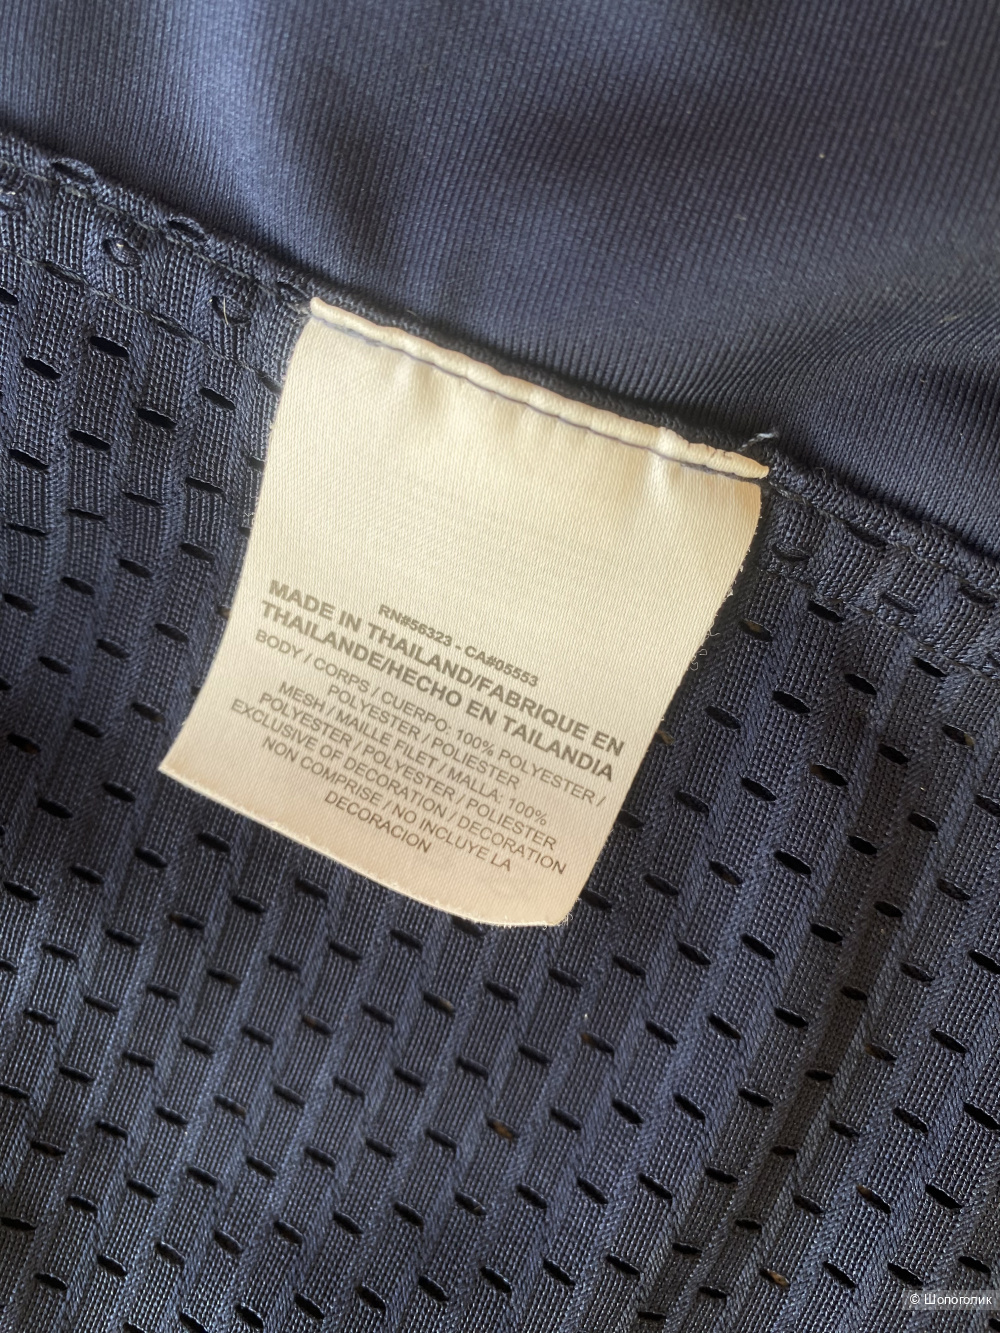 RN#56323 - CA#05553
MADE IN THAILAND/FABRIQUE EN
THAILANDE/HECHO EN TAILANDIA
BODY / CORPS / CUERPO: 100% POLYESTER /
POLYESTER / POLIESTER
MESH / MAILLE FILET / MALLA: 100%
POLYESTER / POLYESTER / POLIESTER
EXCLUSIVE OF DECORATION / DECORATION
NON COMPRISE / NO INCLUYE LA
DECORACION
© Шопоголик